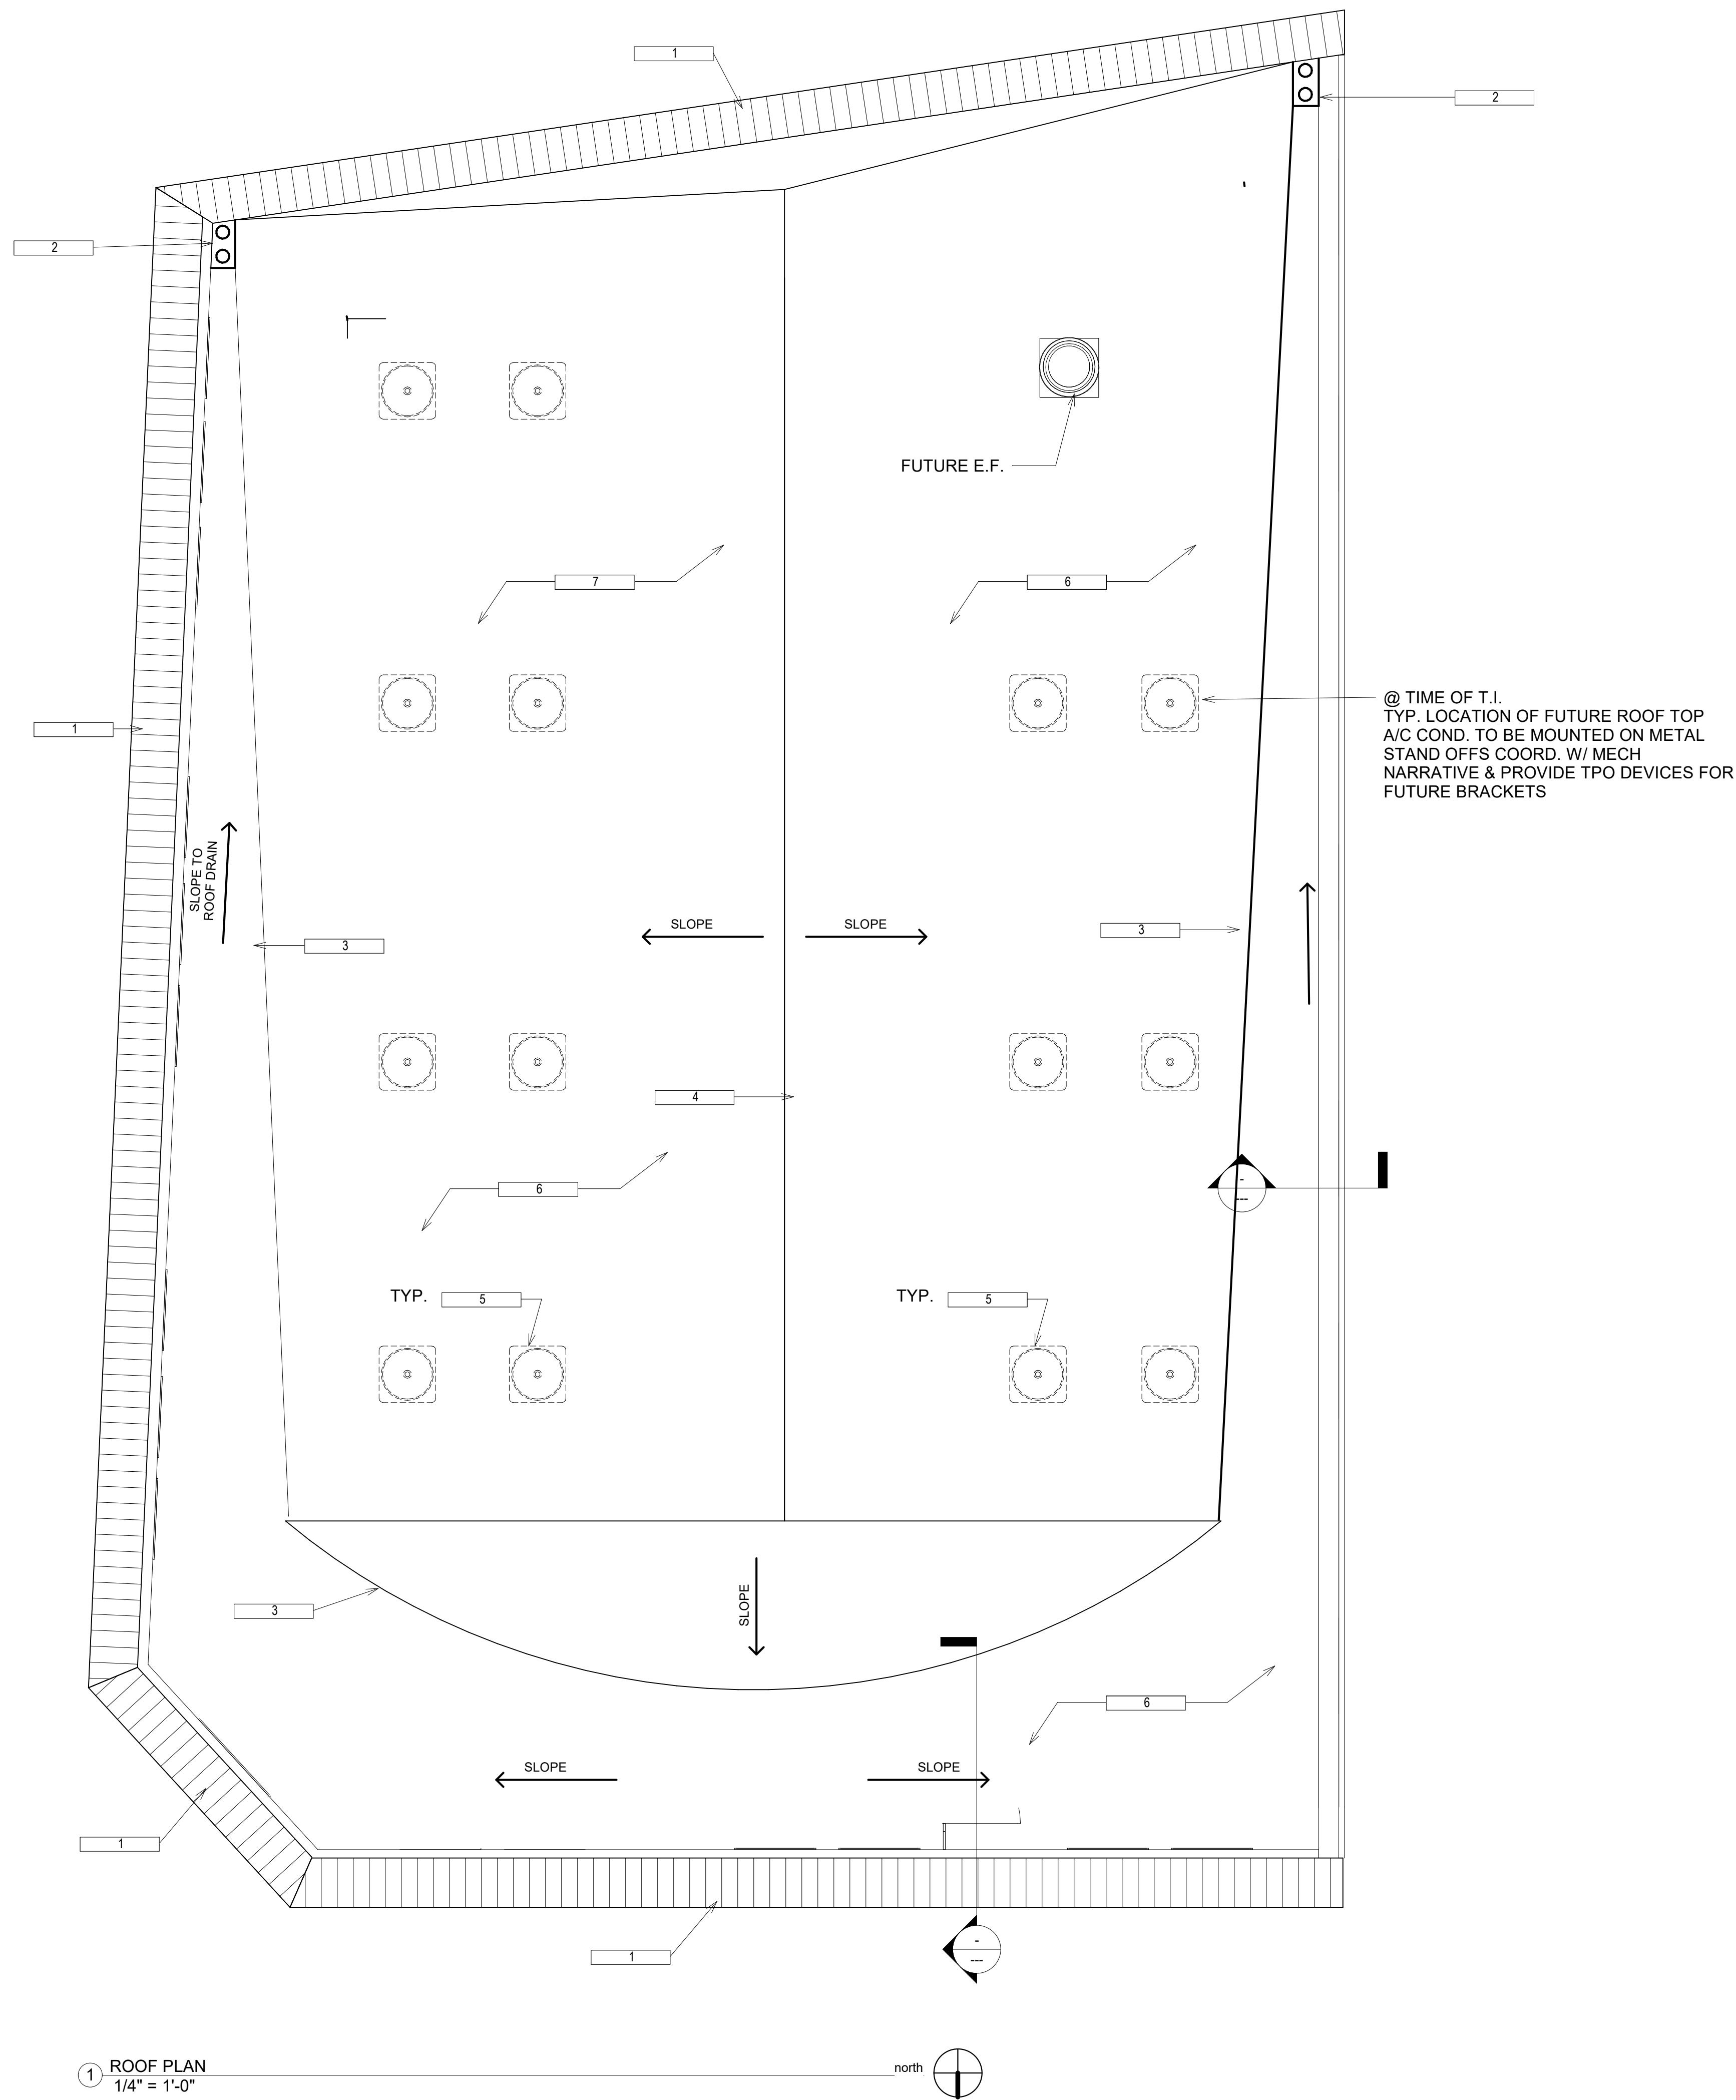 1
2
2
FUTURE E.F.
7
6
@ TIME OF T.I.
TYP. LOCATION OF FUTURE ROOF TOP
A/C COND. TO BE MOUNTED ON METAL
STAND OFFS COORD. W/ MECH
NARRATIVE & PROVIDE TPO DEVICES FOR
FUTURE BRACKETS
1
SLOPE TO
ROOF DRAIN
SLOPE
SLOPE
3
3
4
6
-
---
TYP.
5
TYP.
5
SLOPE
3
6
SLOPE
SLOPE
1
1
-
---
1
ROOF PLAN
1/4" = 1'-0"
north